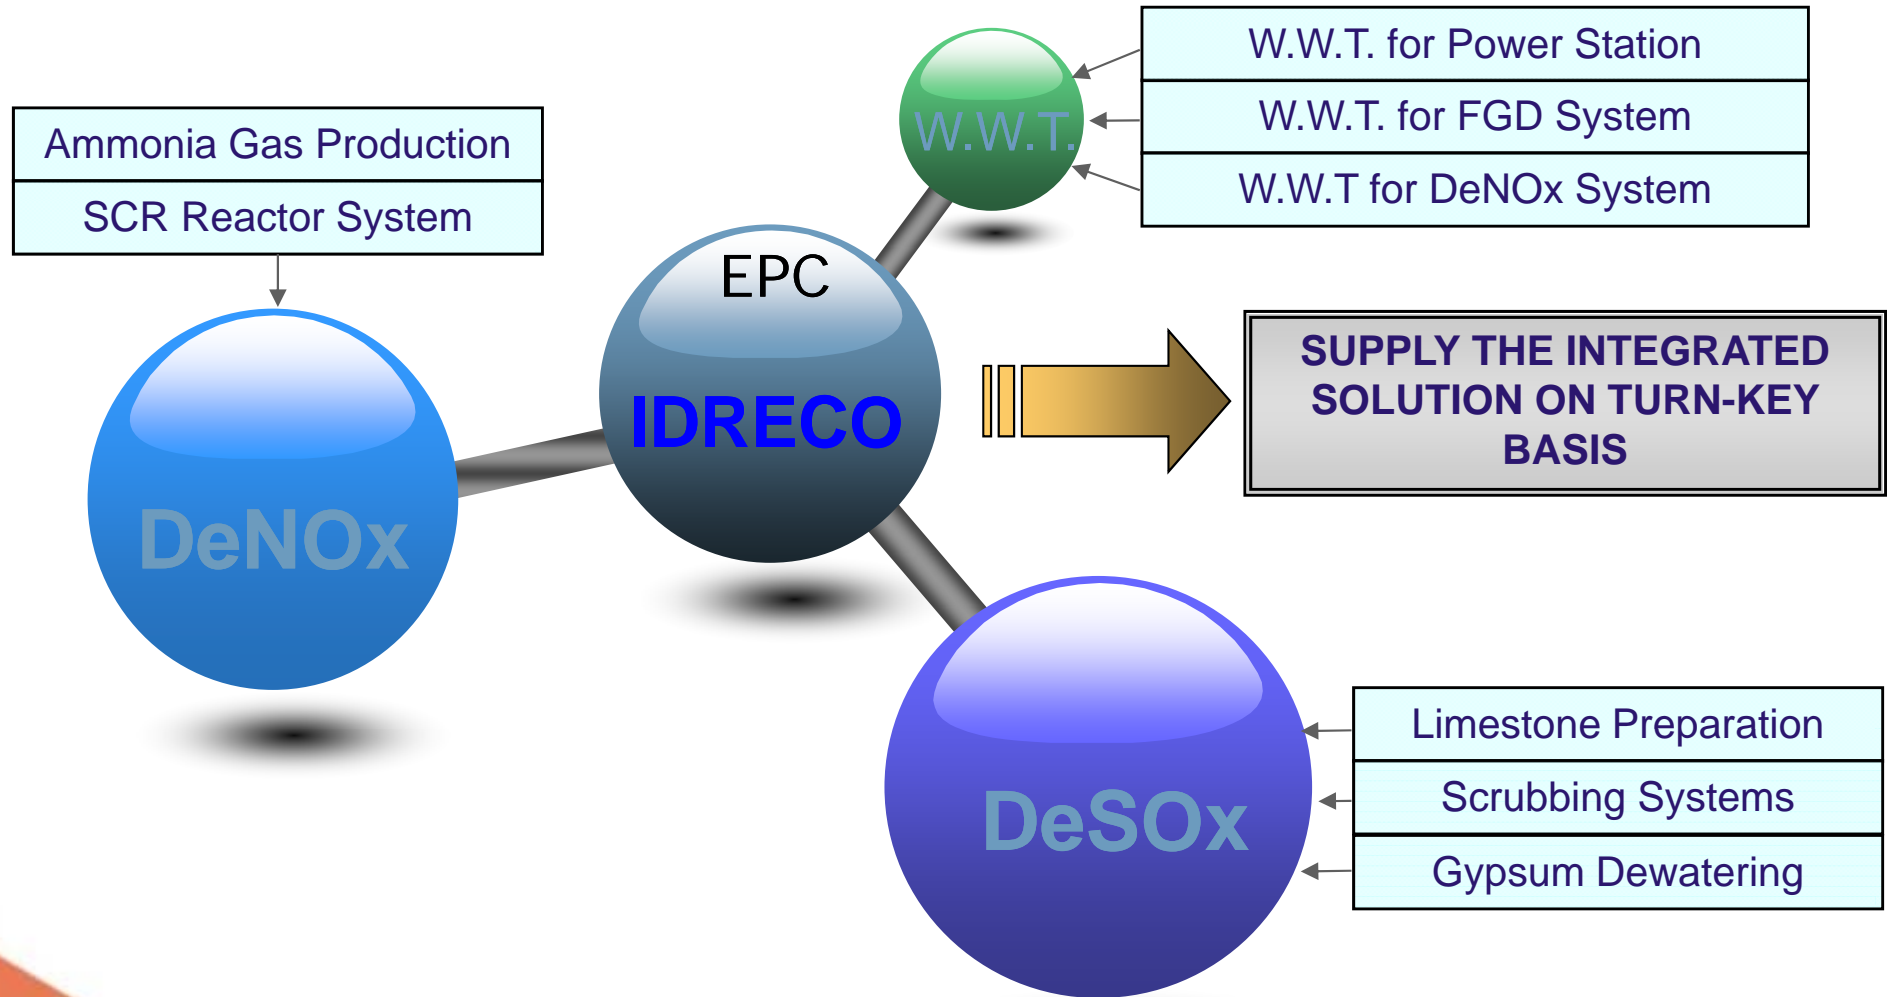 W.W.T. for Power Station
W.W.T. for FGD System
W.W.T for DeNOx System
W.W.T.
Ammonia Gas Production
SCR Reactor System
EPC
IDRECO
SUPPLY THE INTEGRATED
SOLUTION ON TURN-KEY
BASIS
DeNOx
DeSOx
Limestone Preparation
Scrubbing Systems
Gypsum Dewatering